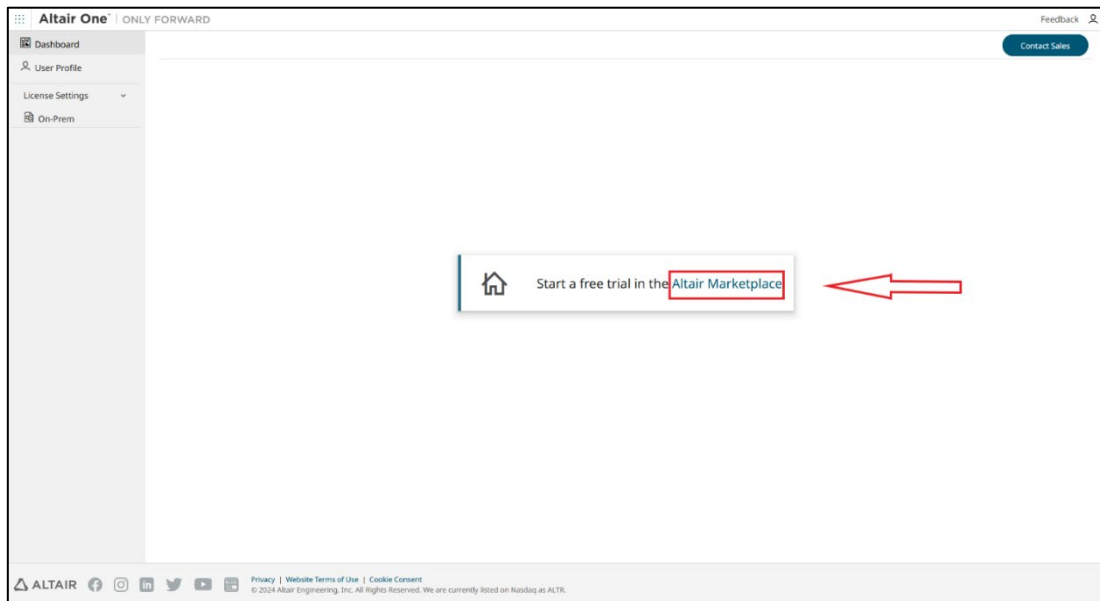 Altair One™ | ONLY FORWARD
Feedback
Dashboard
Contact Sales
User Profile
License Settings
On-Prem
Start a free trial in the Altair Marketplace
ALTAIR
Privacy | Website Terms of Use | Cookie Consent
© 2024 Altair Engineering, Inc. All Rights Reserved. We are currently listed on Nasdaq as ALTR.